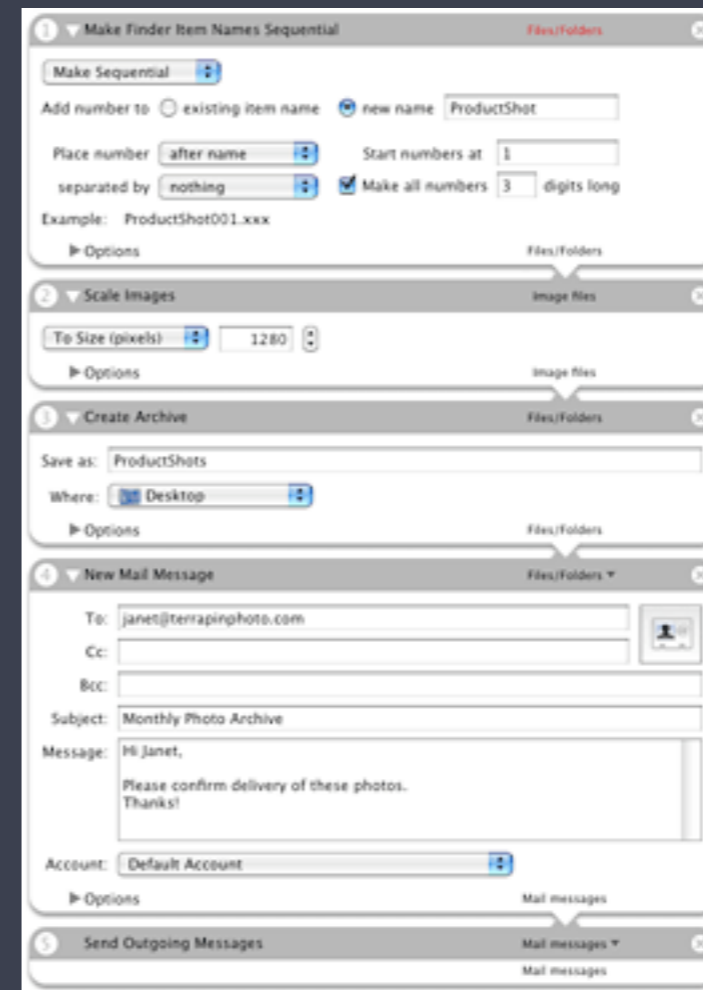 1 Make Finder Item Names Sequential Files/Folders
Make Sequential
Add number to existing item name new name ProductShot
Place number after name Start numbers at 1
separated by nothing Make all numbers 3 digits long
Example: ProductShot001.xxx
Options Files/Folders
2 Scale Images Image files
To Size (pixels) 1280
Options Image files
3 Create Archive Files/Folders
Save as: ProductShots
Where: Desktop
Options Files/Folders
4 New Mail Message Files/Folders
To: janet@terrapinphoto.com
Cc:
Bcc:
Subject: Monthly Photo Archive
Message: Hi Janet,
Please confirm delivery of these photos.
Thanks!
Account: Default Account
Options Mail messages
5 Send Outgoing Messages Mail messages
Mail messages